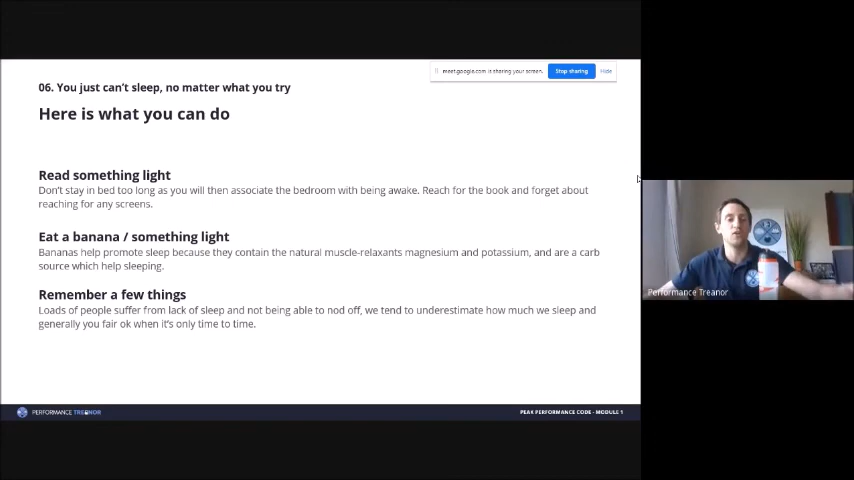 meet.google.com is sharing your screen.
Stop sharing
Hide
06. You just can't sleep, no matter what you try
Here is what you can do
Read something light
Don't stay in bed too long as you will then associate the bedroom with being awake. Reach for the book and forget about
reaching for any screens.
Eat a banana / something light
Bananas help promote sleep because they contain the natural muscle-relaxants magnesium and potassium, and are a carb
source which help sleeping.
Remember a few things
Loads of people suffer from lack of sleep and not being able to nod off, we tend to underestimate how much we sleep and
generally you fair ok when it's only time to time.
Performance Treanor
PERFORMANCE TREANOR
PEAK PERFORMANCE CODE - MODULE 1